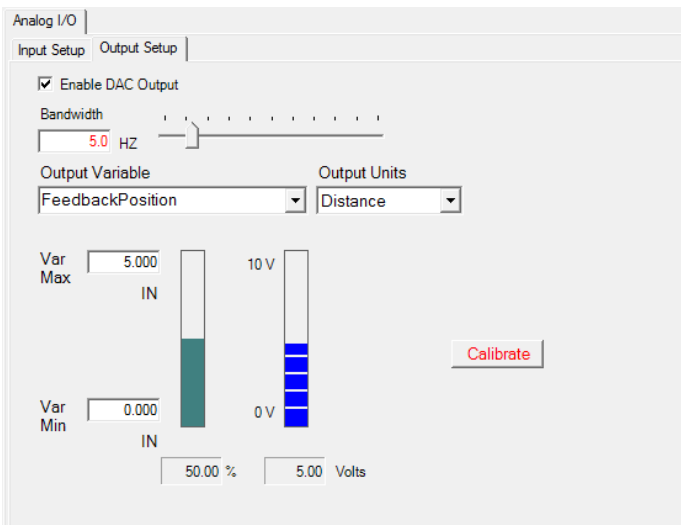 Analog I/O
Input Setup Output Setup
Enable DAC Output
Bandwidth
5.0 HZ
Output Variable Output Units
FeedbackPosition Distance
Var Max 5.000 10 V
IN
Calibrate
Var Min 0.000 0 V
IN
50.00 % 5.00 Volts